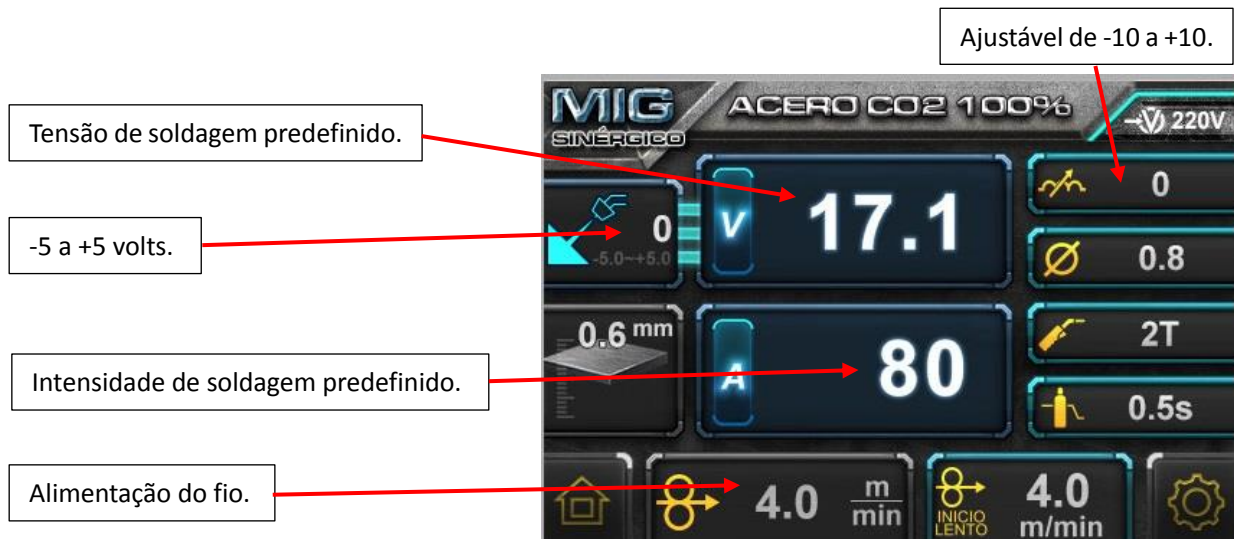 Ajustável de -10 a +10.
Tensão de soldagem predefinido.
-5 a +5 volts.
Intensidade de soldagem predefinido.
Alimentação do fio.
MIG
SINÉRGICO
ACERO CO2 100%
220V
0
-5.0~+5.0
V
17.1
0
0.8
0.6 mm
A
80
2T
0.5s
4.0 m/min
INICIO
LENTO
4.0
m/min